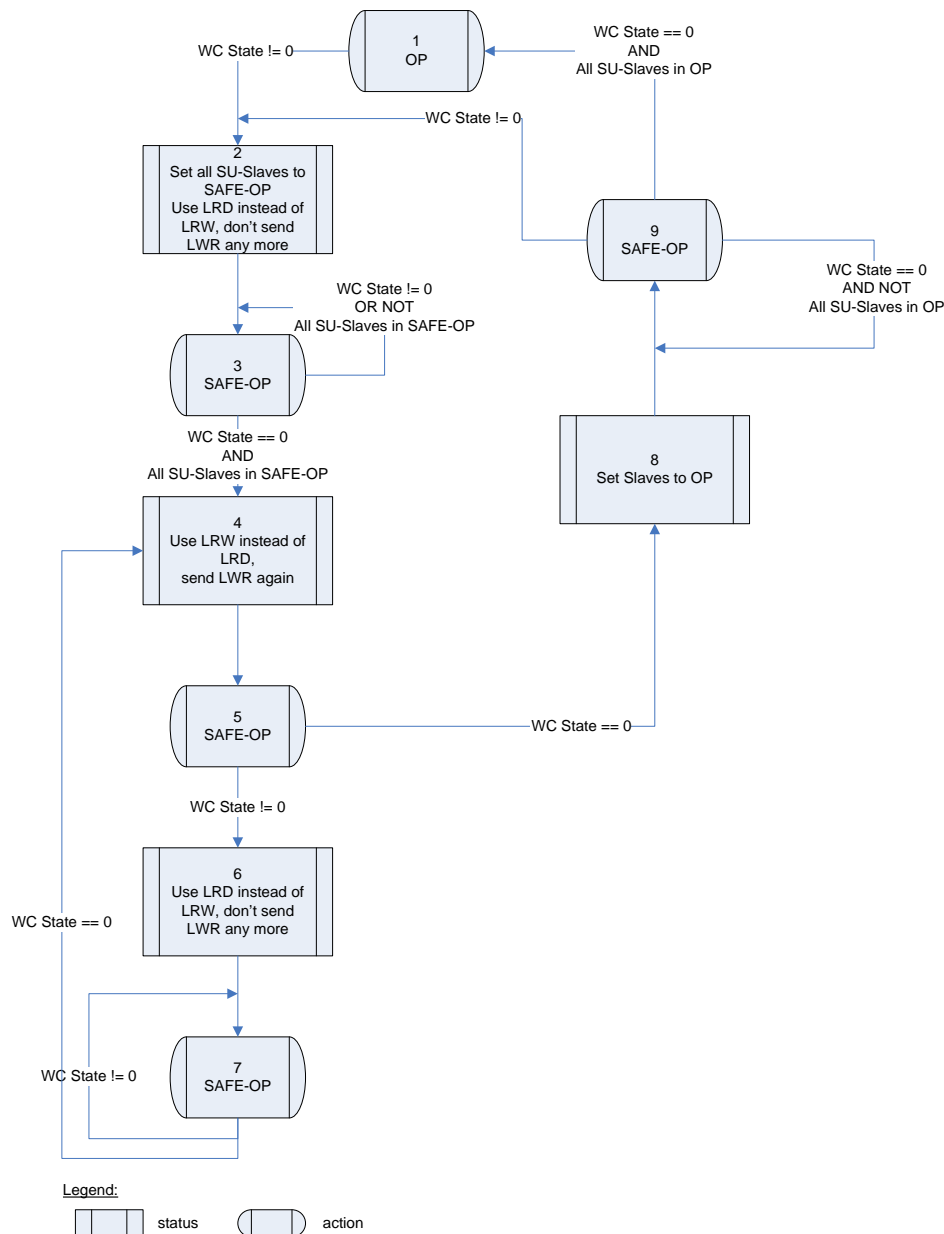 1
OP
WC State != 0
WC State == 0
AND
All SU-Slaves in OP
WC State != 0
2
Set all SU-Slaves to
SAFE-OP
Use LRD instead of
LRW, don't send
LWR any more
9
SAFE-OP
WC State == 0
AND NOT
All SU-Slaves in OP
WC State != 0
OR NOT
All SU-Slaves in SAFE-OP
3
SAFE-OP
WC State == 0
AND
All SU-Slaves in SAFE-OP
8
Set Slaves to OP
4
Use LRW instead of
LRD,
send LWR again
5
SAFE-OP
WC State == 0
WC State != 0
6
Use LRD instead of
LRW, don't send
LWR any more
WC State == 0
7
SAFE-OP
WC State != 0
Legend:
status
action